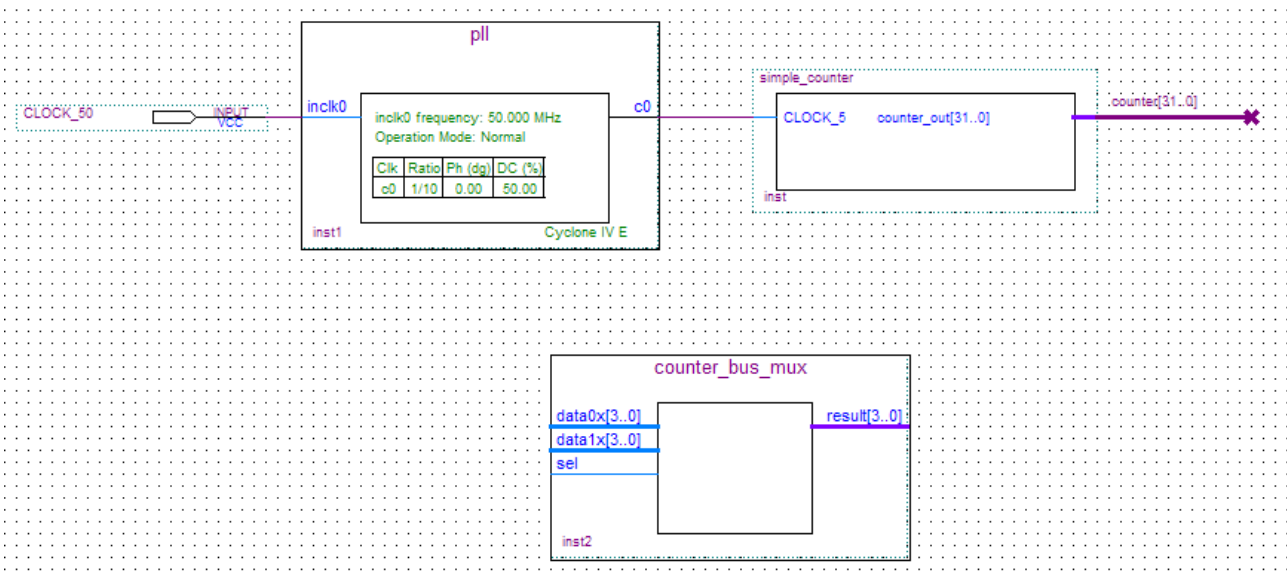 pll
CLOCK_50
INPUT
VCC
inclk0
inclk0 frequency: 50.000 MHz
Operation Mode: Normal
Clk Ratio Ph (dg) DC (%)
c0 1/10 0.00 50.00
c0
inst1
Cyclone IV E
simple_counter
CLOCK_5 counter_out[31..0]
inst
counter[31..0]
counter_bus_mux
data0x[3..0]
data1x[3..0]
sel
result[3..0]
inst2